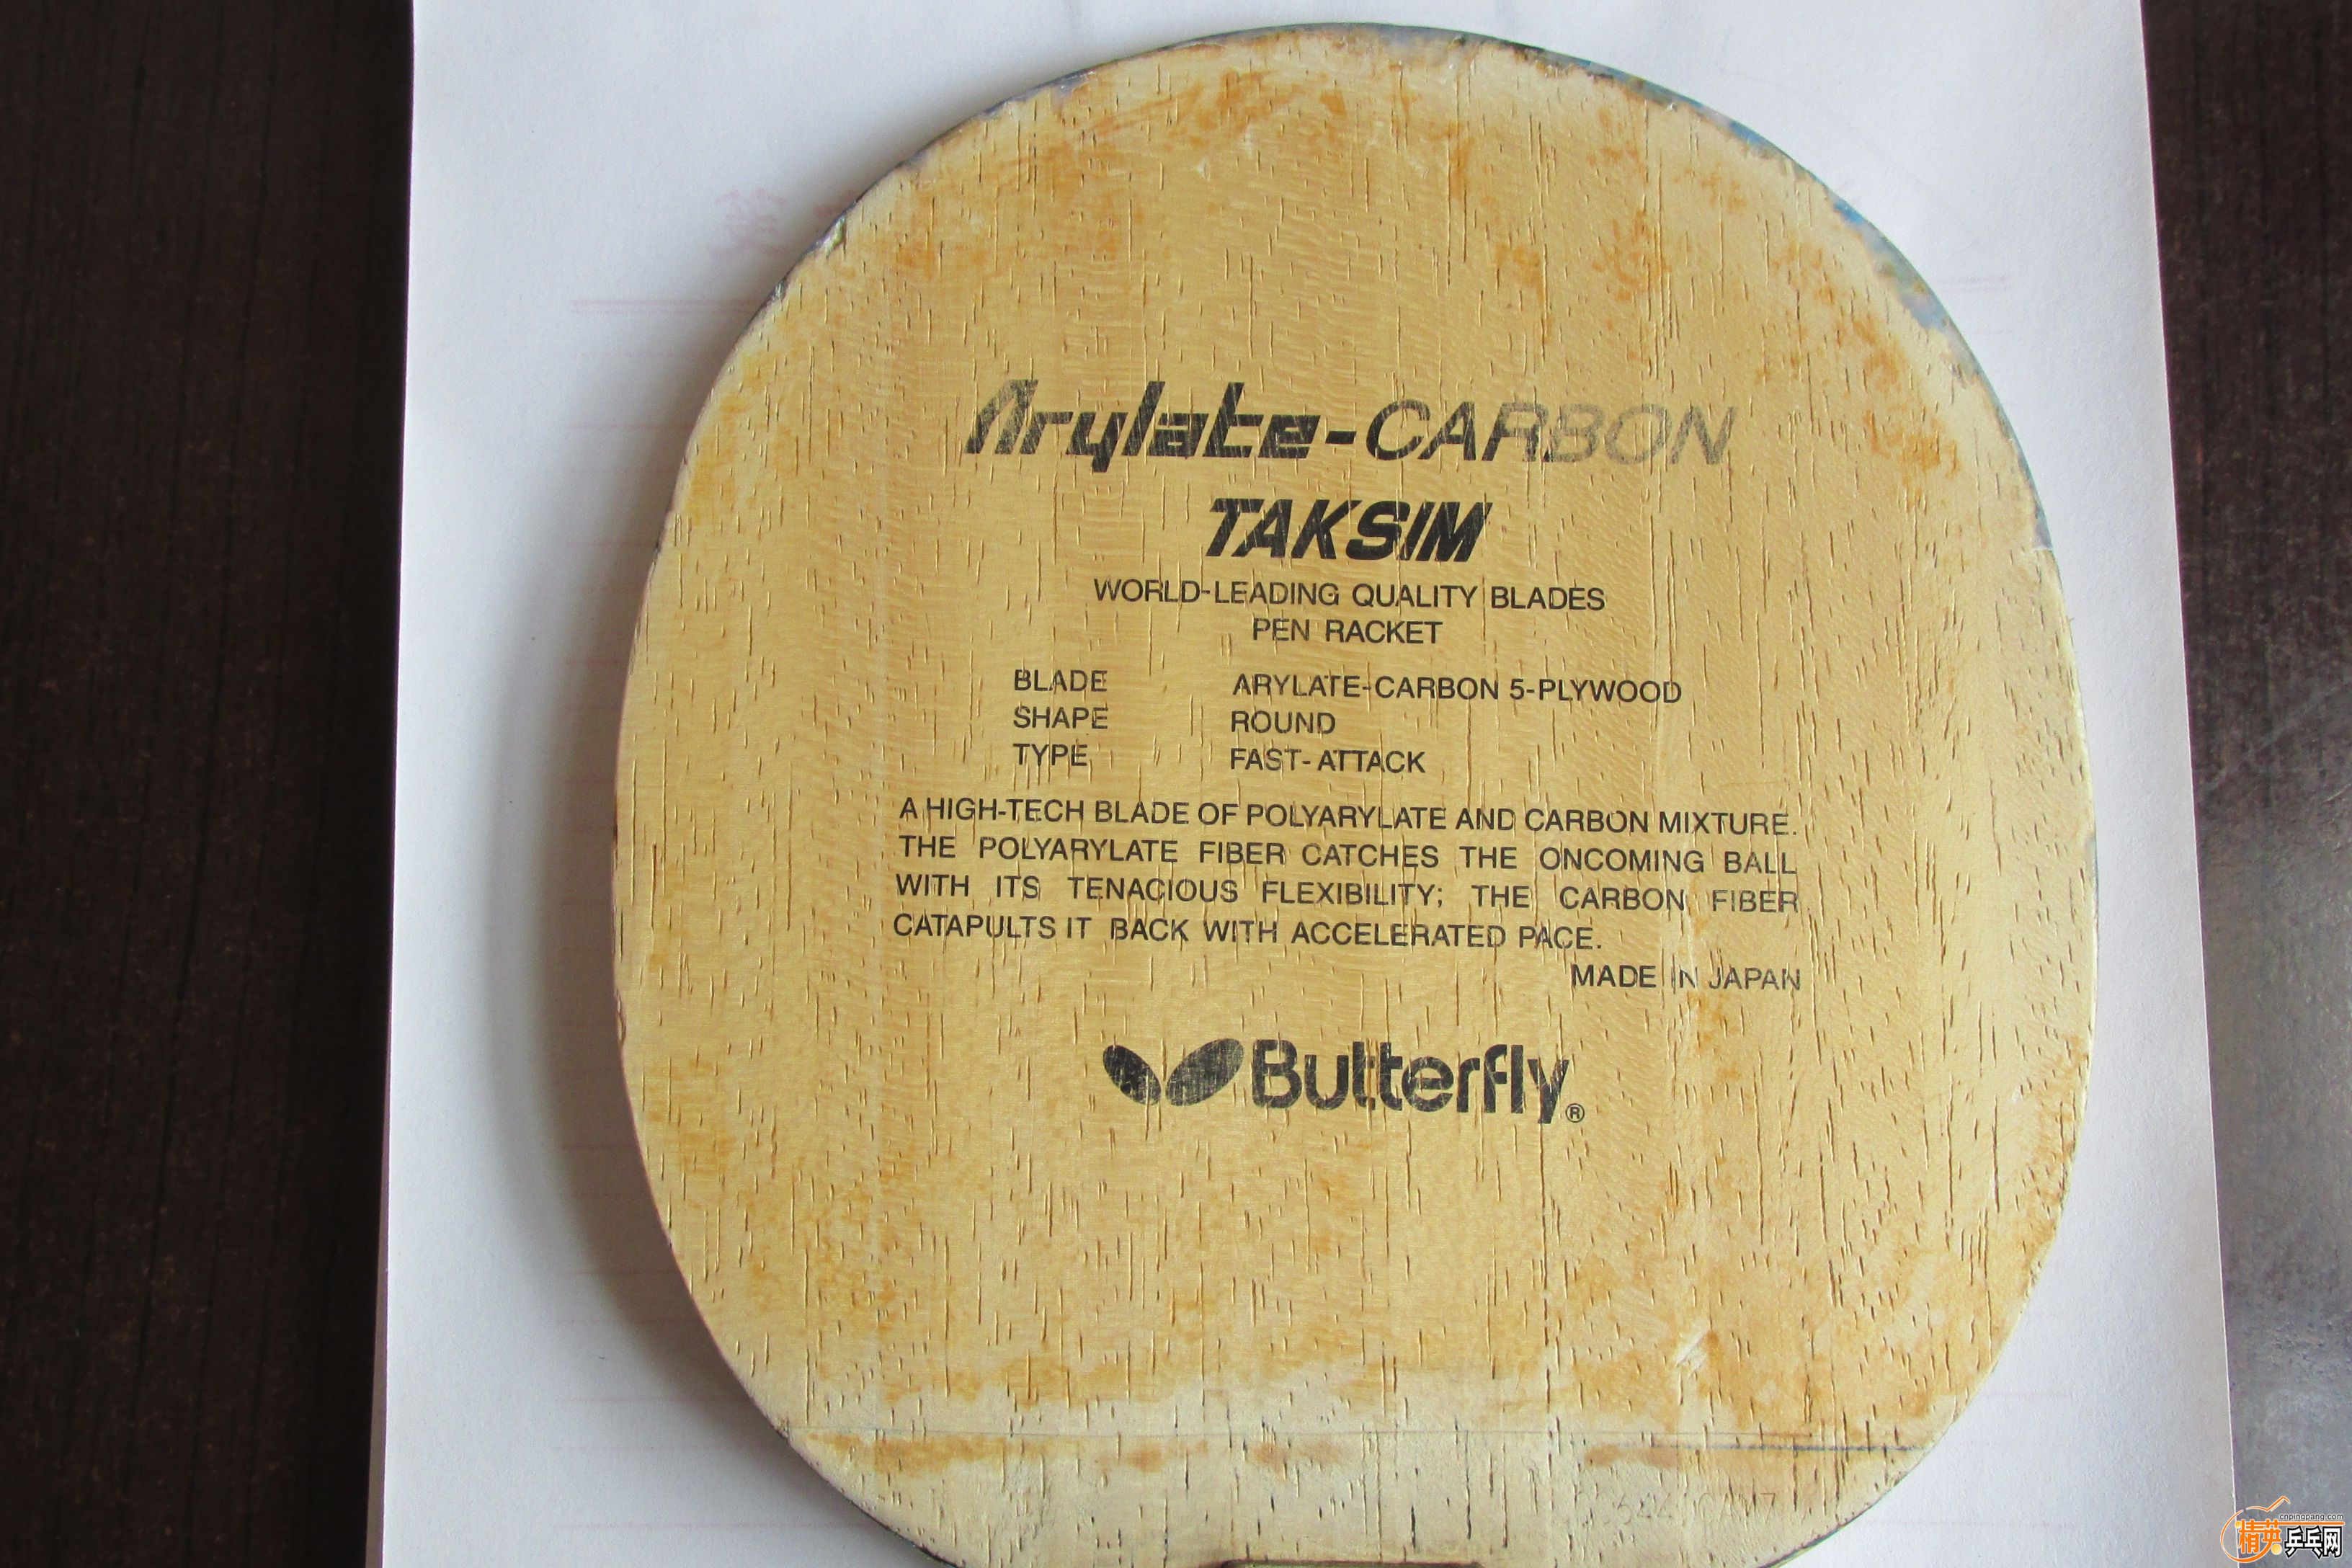 Arylate-CARBON
TAKSIM
WORLD-LEADING QUALITY BLADES
PEN RACKET
BLADE ARYLATE-CARBON 5-PLYWOOD
SHAPE ROUND
TYPE FAST-ATTACK
A HIGH-TECH BLADE OF POLYARYLATE AND CARBON MIXTURE.
THE POLYARYLATE FIBER CATCHES THE ONCOMING BALL
WITH ITS TENACIOUS FLEXIBILITY; THE CARBON FIBER
CATAPULTS IT BACK WITH ACCELERATED PACE.
MADE IN JAPAN
Butterfly®
cnpingpang.com
精英乒乓网